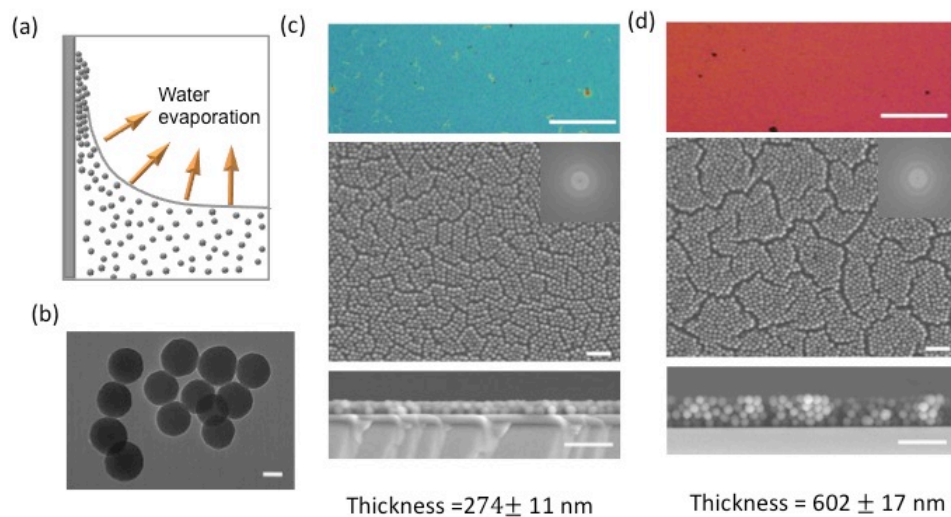 (a)
Water
evaporation
(b)
(c)
Thickness =274± 11 nm
(d)
Thickness = 602 ± 17 nm